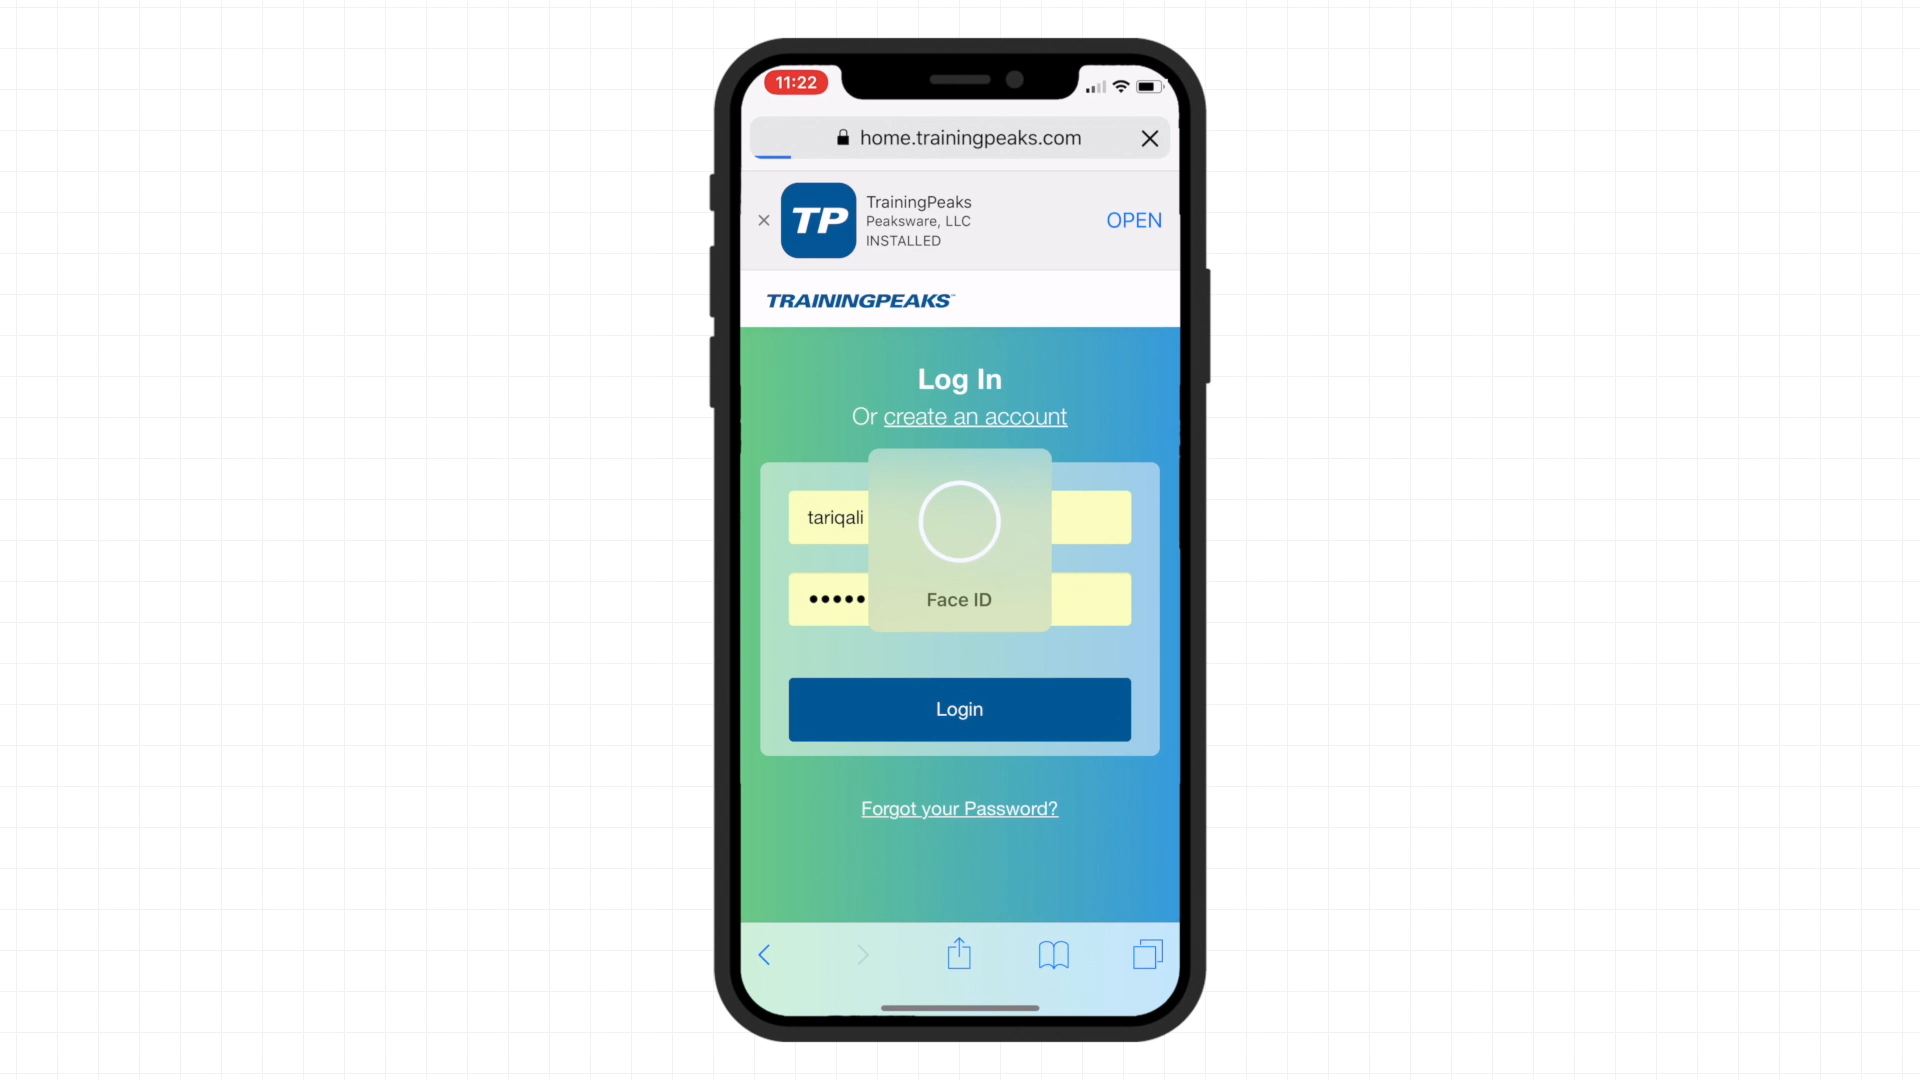 11:22
home.trainingpeaks.com
TP
TrainingPeaks
Peaksware, LLC
INSTALLED
OPEN
TRAININGPEAKS™
Log In
Or create an account
tariqali
Face ID
Login
Forgot your Password?